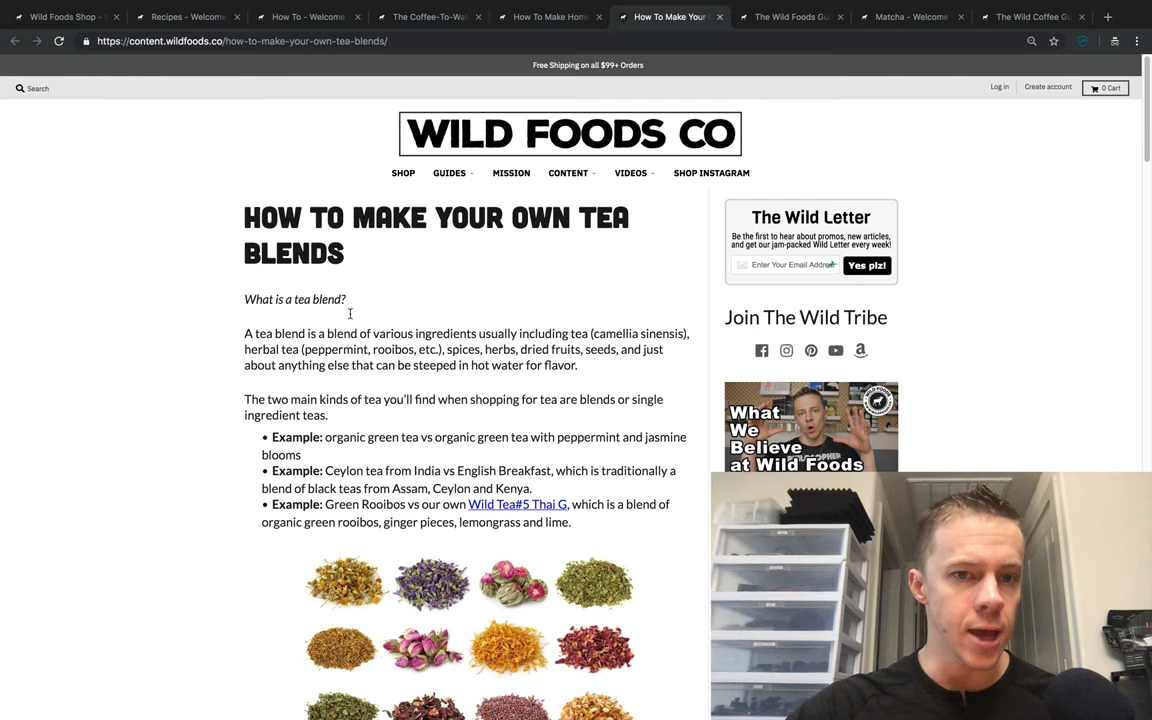 Wild Foods Shop -
Recipes - Welcome
How To - Welcome
The Coffee-To-Wat
How To Make Home
How To Make Your
The Wild Foods Gui
Matcha - Welcome
The Wild Coffee Gu
https://content.wildfoods.co/how-to-make-your-own-tea-blends/
Free Shipping on all $99+ Orders
Search
Log in
Create account
0 Cart
WILD FOODS CO
SHOP
GUIDES
MISSION
CONTENT
VIDEOS
SHOP INSTAGRAM
HOW TO MAKE YOUR OWN TEA
BLENDS
What is a tea blend?
A tea blend is a blend of various ingredients usually including tea (camellia sinensis),
herbal tea (peppermint, rooibos, etc.), spices, herbs, dried fruits, seeds, and just
about anything else that can be steeped in hot water for flavor.
The two main kinds of tea you'll find when shopping for tea are blends or single
ingredient teas.
• Example: organic green tea vs organic green tea with peppermint and jasmine
blooms
• Example: Ceylon tea from India vs English Breakfast, which is traditionally a
blend of black teas from Assam, Ceylon and Kenya.
• Example: Green Rooibos vs our own Wild Tea#5 Thai G, which is a blend of
organic green rooibos, ginger pieces, lemongrass and lime.
The Wild Letter
Be the first to hear about promos, new articles,
and get our jam-packed Wild Letter every week!
Enter Your Email Address
Yes plz!
Join The Wild Tribe
What
We
Believe
at Wild Foods